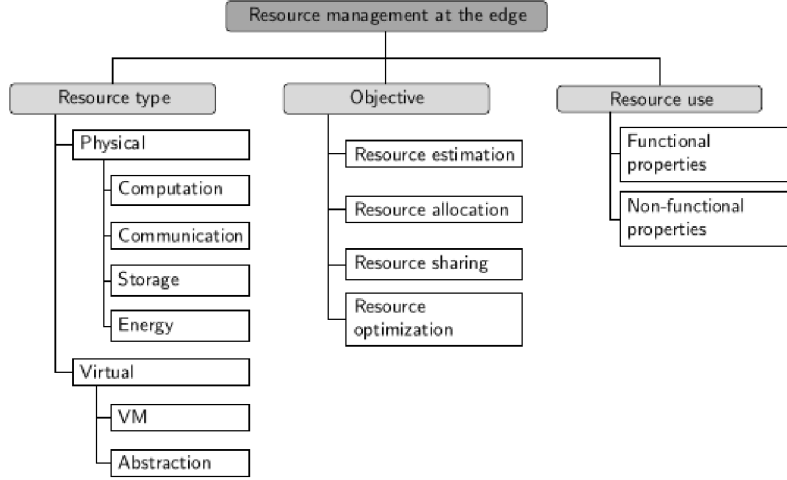 Resource management at the edge
Resource type
Physical
Computation
Communication
Storage
Energy
Virtual
VM
Abstraction
Objective
Resource estimation
Resource allocation
Resource sharing
Resource
optimization
Resource use
Functional
properties
Non-functional
properties